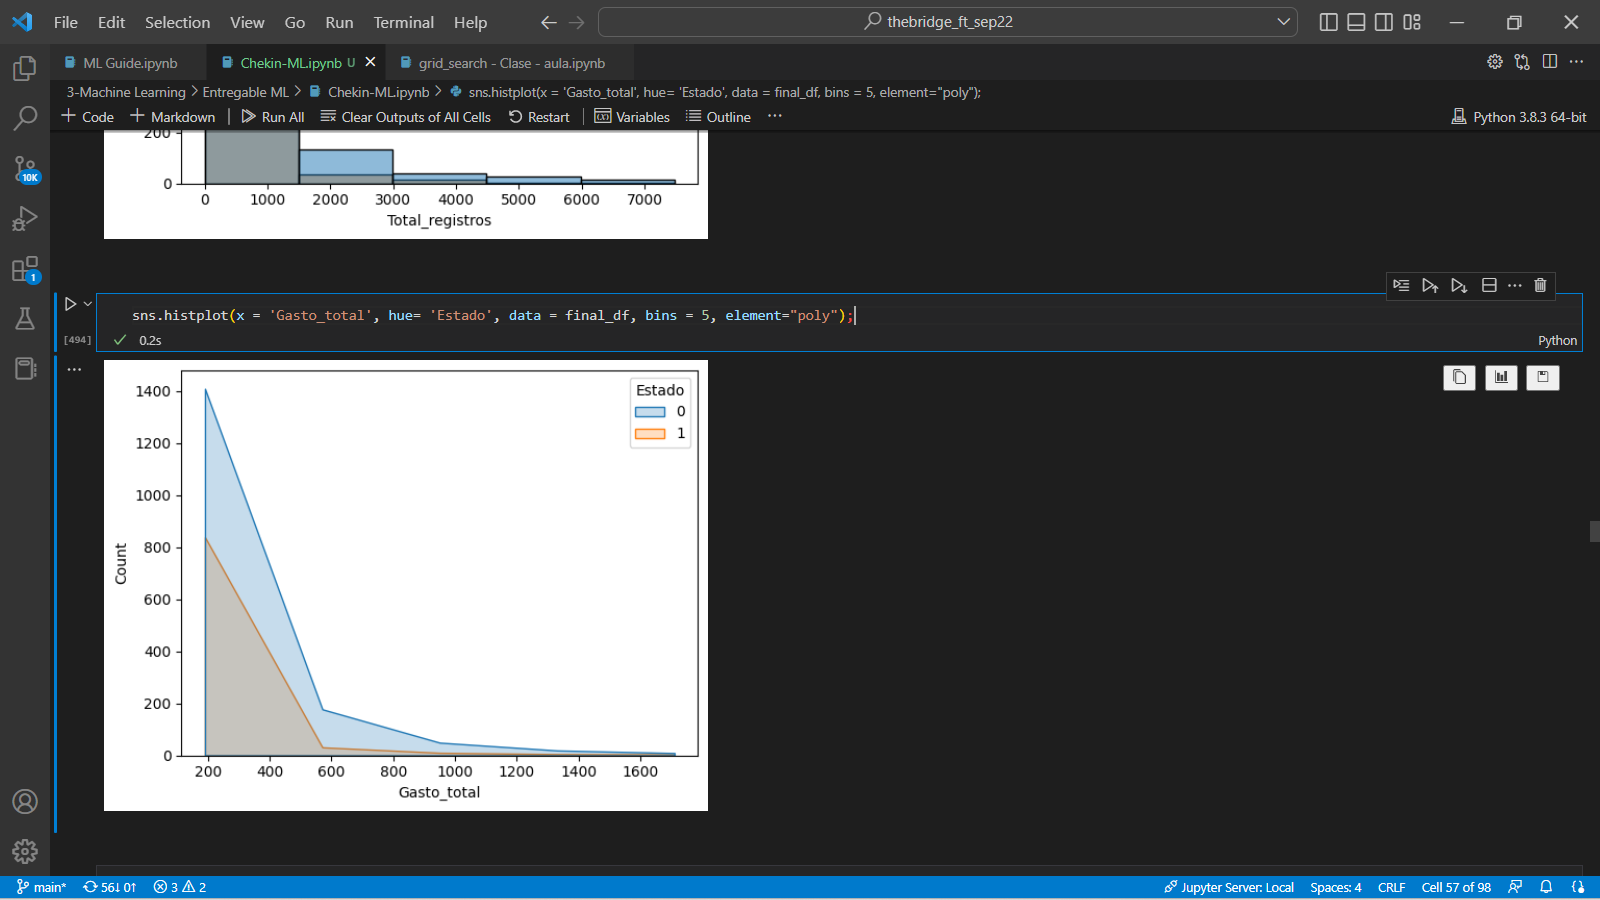 File Edit Selection View Go Run Terminal Help thebridge_ft_sep22
ML Guide.ipynb Chekin-ML.ipynb U grid_search - Clase - aula.ipynb
3-Machine Learning > Entregable ML > Chekin-ML.ipynb > sns.histplot(x = 'Gasto_total', hue= 'Estado', data = final_df, bins = 5, element="poly");
Code Markdown Run All Clear Outputs of All Cells Restart Variables Outline ... Python 3.8.3 64-bit
200
0
0 1000 2000 3000 4000 5000 6000 7000
Total_registros
10K
1
sns.histplot(x = 'Gasto_total', hue= 'Estado', data = final_df, bins = 5, element="poly");
[494] 0.2s Python
Estado
0
1
1400
1200
1000
800
600
400
200
0
Count
200 400 600 800 1000 1200 1400 1600
Gasto_total
main* 56↓ 0↑ 3 2 Jupyter Server: Local Spaces: 4 CRLF Cell 57 of 98